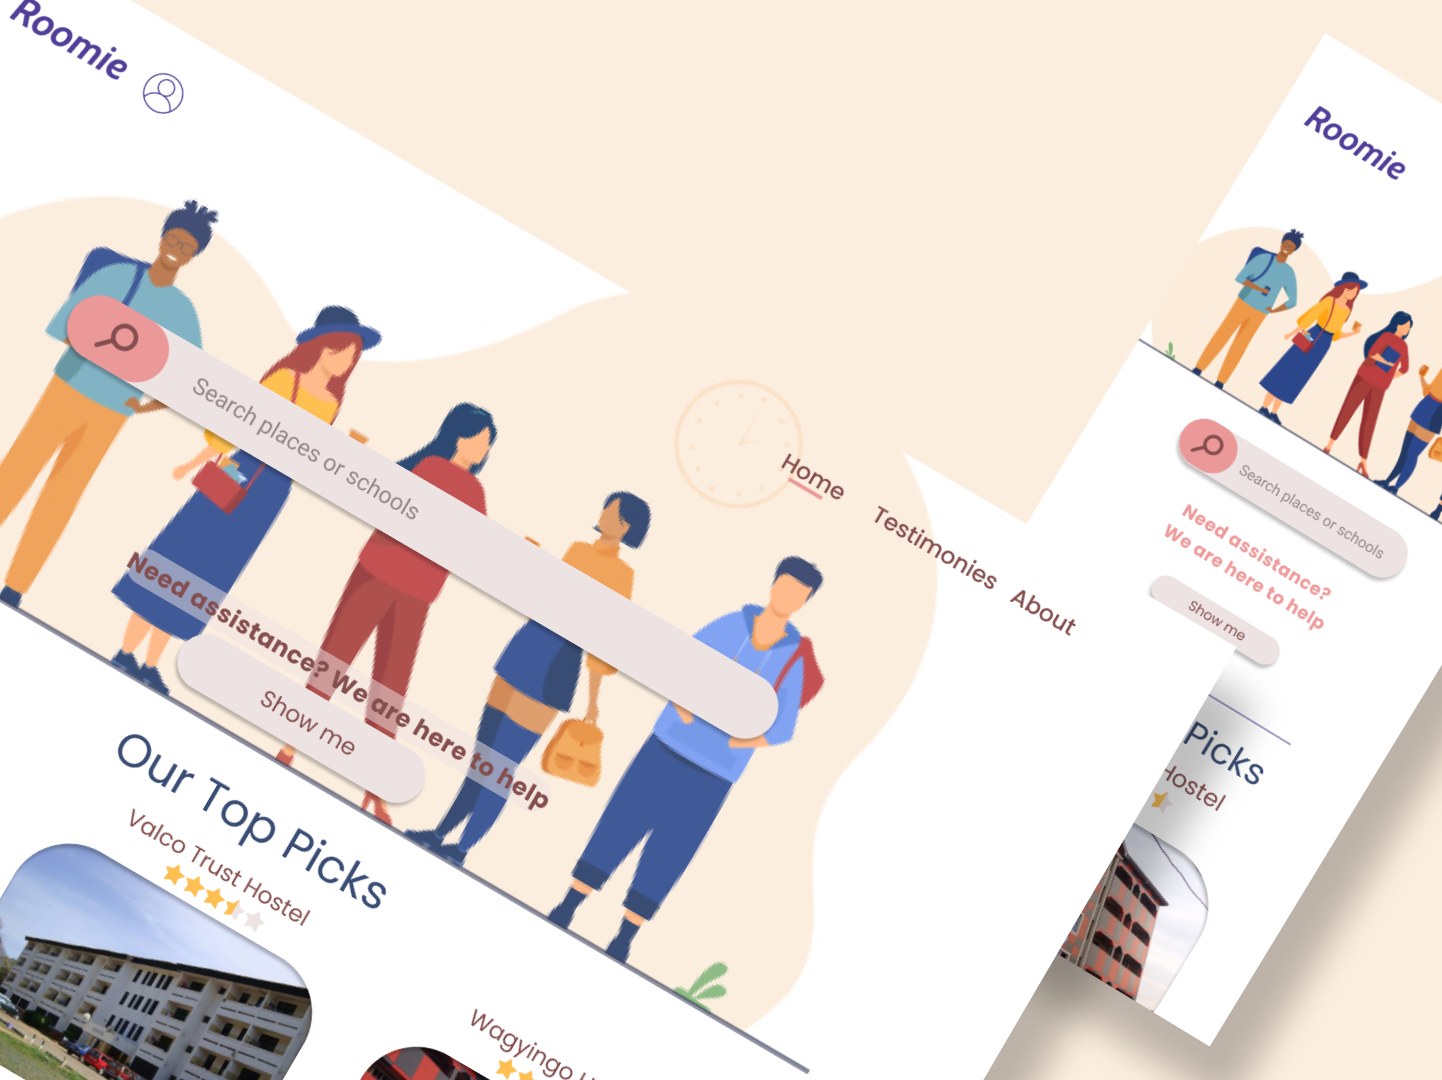 Roomie
Home
Testimonies
About
Search places or schools
Need assistance? We are here to help
Show me
Our Top Picks
Valco Trust Hostel
Wagyingo
Roomie
Search places or schools
Need assistance?
We are here to help
Show me
Picks
Hostel